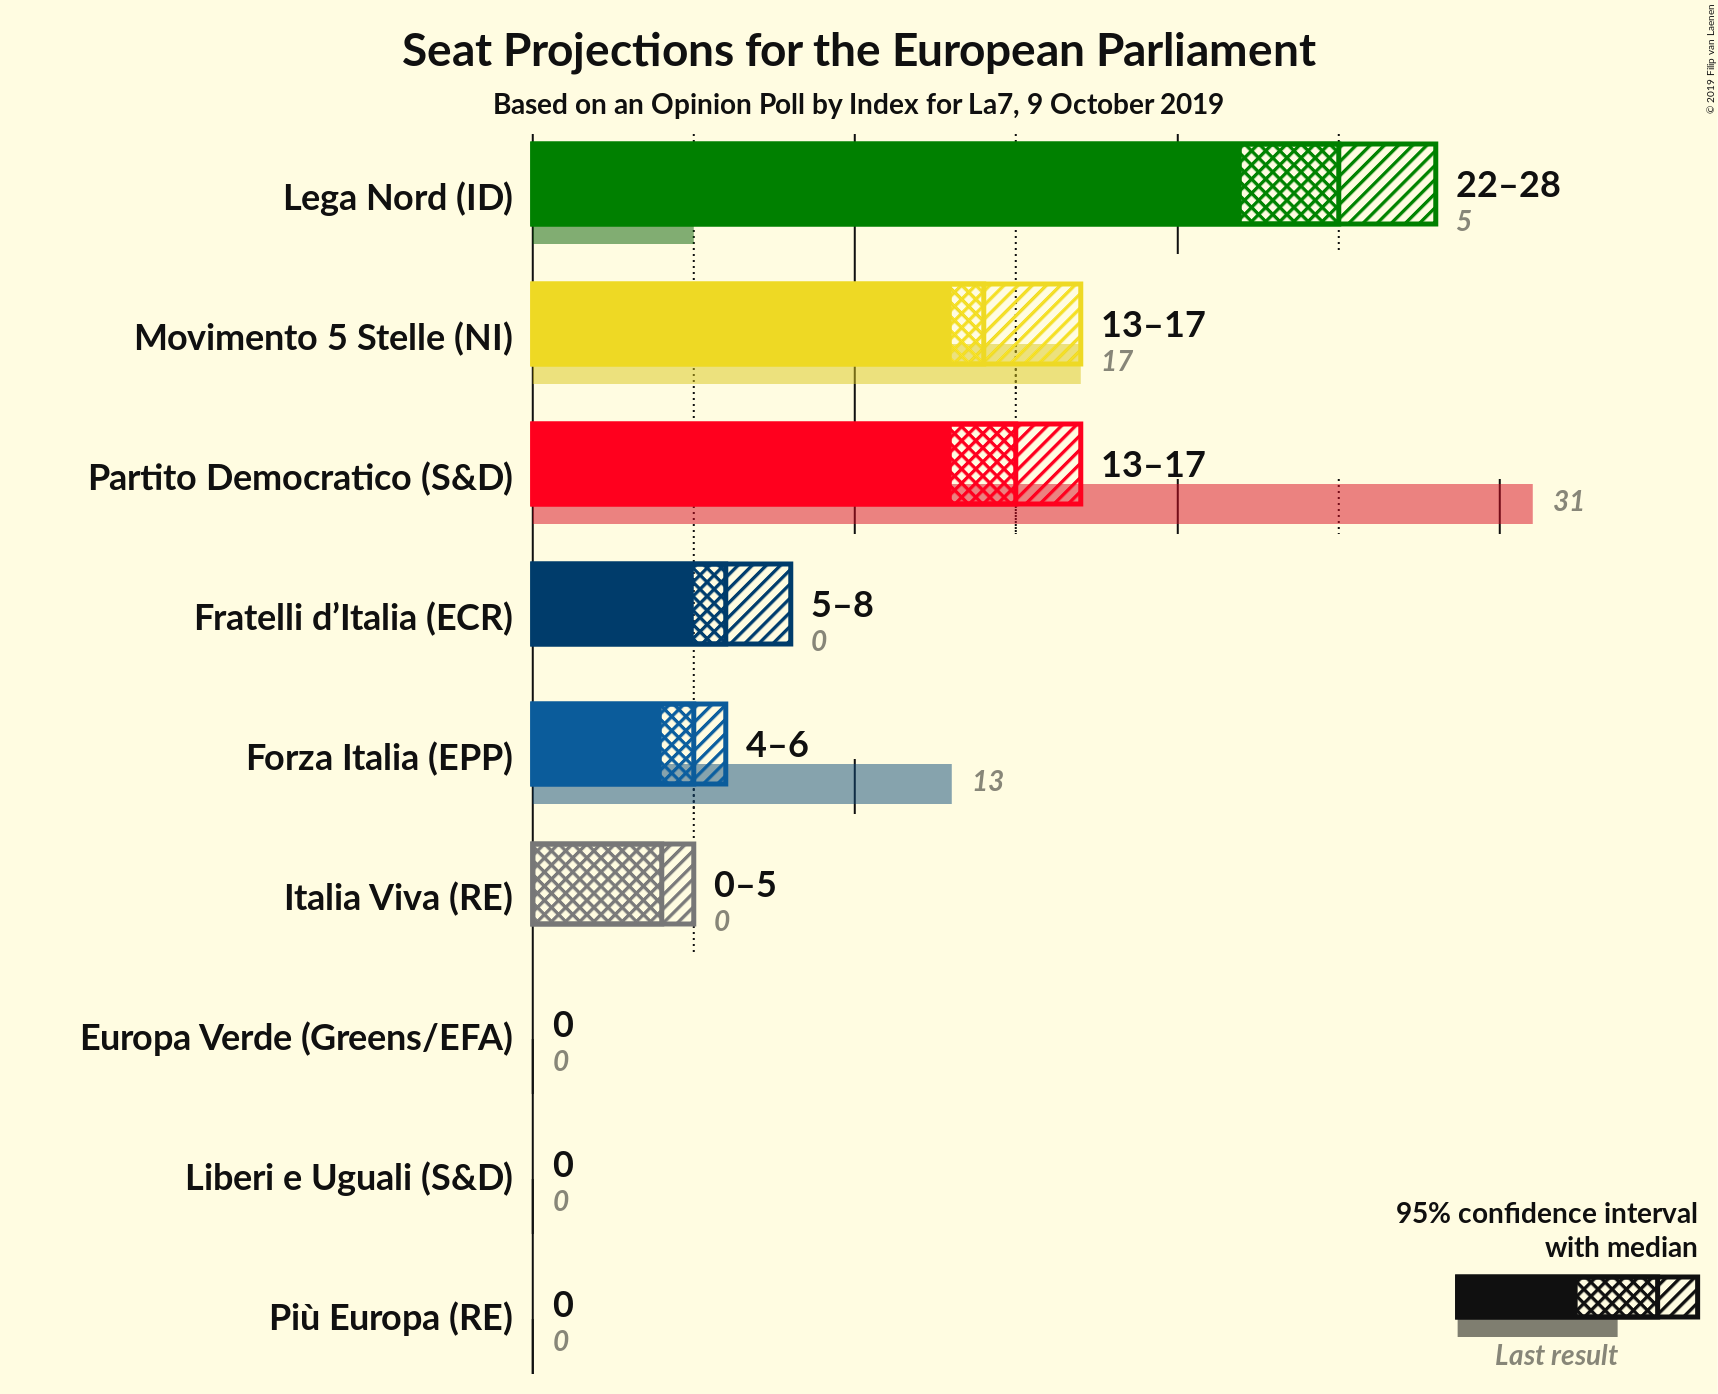 Seat Projections for the European Parliament
Based on an Opinion Poll by Index for La7, 9 October 2019
© 2019 Filip van Laenen
Lega Nord (ID)
22–28
5
Movimento 5 Stelle (NI)
13–17
17
Partito Democratico (S&D)
13–17
31
Fratelli d’Italia (ECR)
5–8
0
Forza Italia (EPP)
4–6
13
Italia Viva (RE)
0–5
0
Europa Verde (Greens/EFA)
0
0
Liberi e Uguali (S&D)
0
0
Più Europa (RE)
0
0
95% confidence interval
with median
Last result